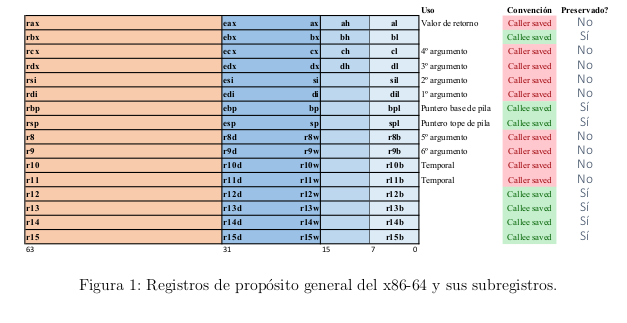 Uso Convención Preservado?
rax eax ax ah al Valor de retorno Caller saved No
rbx ebx bx bh bl Callee saved Sí
rcx ecx cx ch cl 4º argumento Caller saved No
rdx edx dx dh dl 3º argumento Caller saved No
rsi esi si sil 2º argumento Caller saved No
rdi edi di dil 1º argumento Caller saved No
rbp ebp bp bpl Puntero base de pila Callee saved Sí
rsp esp sp spl Puntero tope de pila Callee saved Sí
r8 r8d r8w r8b 5º argumento Caller saved No
r9 r9d r9w r9b 6º argumento Caller saved No
r10 r10d r10w r10b Temporal Caller saved No
r11 r11d r11w r11b Temporal Caller saved No
r12 r12d r12w r12b Callee saved Sí
r13 r13d r13w r13b Callee saved Sí
r14 r14d r14w r14b Callee saved Sí
r15 r15d r15w r15b Callee saved Sí
63 31 15 7 0
Figura 1: Registros de propósito general del x86-64 y sus subregistros.